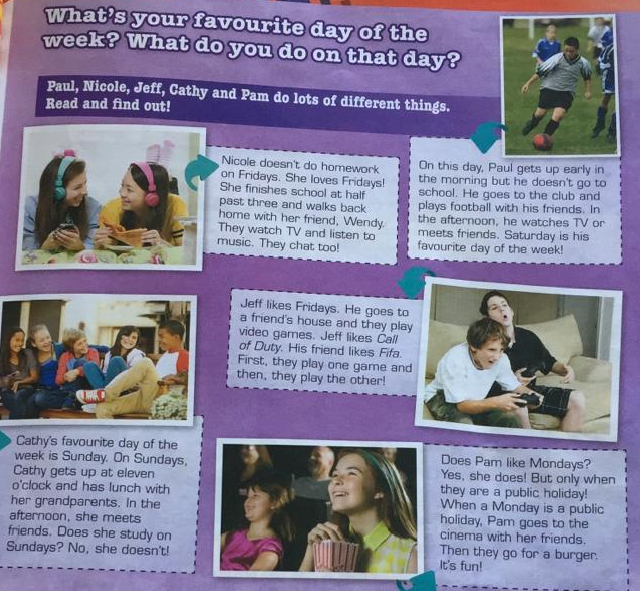 What's your favourite day of the
week? What do you do on that day?
Paul, Nicole, Jeff, Cathy and Pam do lots of different things.
Read and find out!
Nicole doesn't do homework
on Fridays. She loves Fridays!
She finishes school at half
past three and walks back
home with her friend, Wendy.
They watch TV and listen to
music. They chat too!
On this day, Paul gets up early in
the morning but he doesn't go to
school. He goes to the club and
plays football with his friends. In
the afternoon, he watches TV or
meets friends. Saturday is his
favourite day of the week!
Jeff likes Fridays. He goes to
a friend's house and they play
video games. Jeff likes Call
of Duty. His friend likes Fifa.
First, they play one game and
then, they play the other!
Cathy's favourite day of the
week is Sunday. On Sundays,
Cathy gets up at eleven
o'clock and has lunch with
her grandparents. In the
afternoon, she meets
friends. Does she study on
Sundays? No, she doesn't!
Does Pam like Mondays?
Yes, she does! But only when
they are a public holiday!
When a Monday is a public
holiday, Pam goes to the
cinema with her friends.
Then they go for a burger.
It's fun!